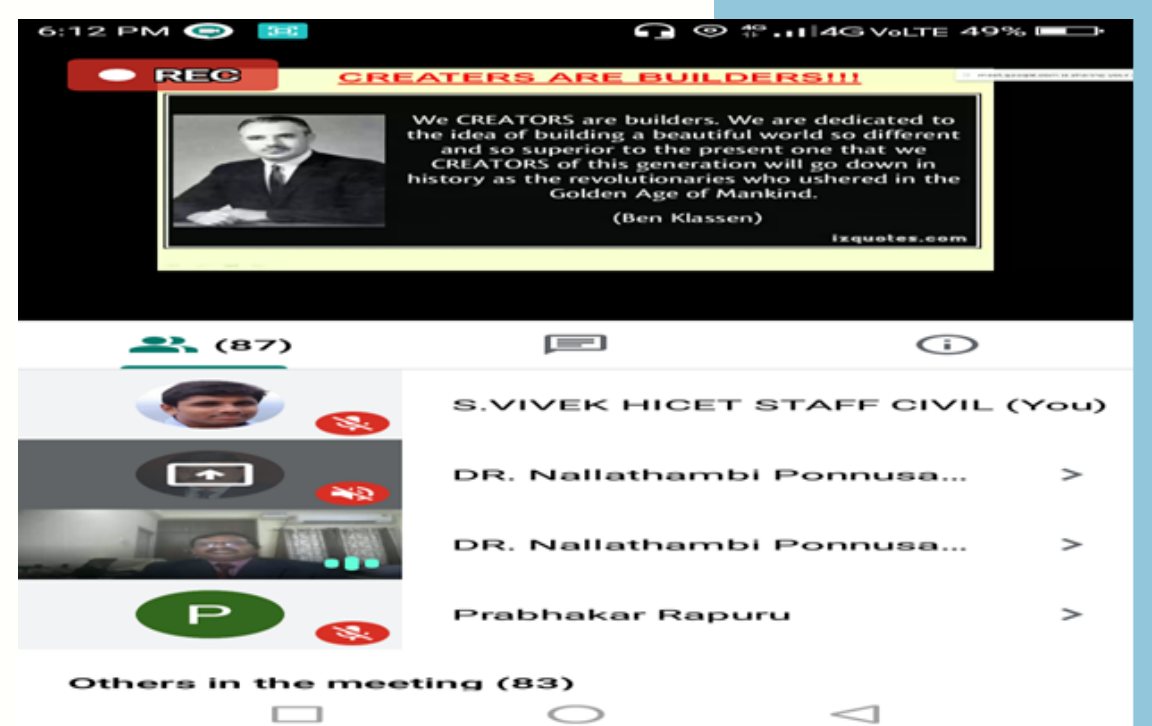 6:12 PM 4G 4G VoLTE 49%
REC
CREATERS ARE BUILDERS!!!
We CREATORS are builders. We are dedicated to
the idea of building a beautiful world so different
and so superior to the present one that we
CREATORS of this generation will go down in
history as the revolutionaries who ushered in the
Golden Age of Mankind.
(Ben Klassen)
izquotes.com
(87)
S.VIVEK HICET STAFF CIVIL (You)
DR. Nallathambi Ponnusa...
DR. Nallathambi Ponnusa...
P
Prabhakar Rapuru
Others in the meeting (83)